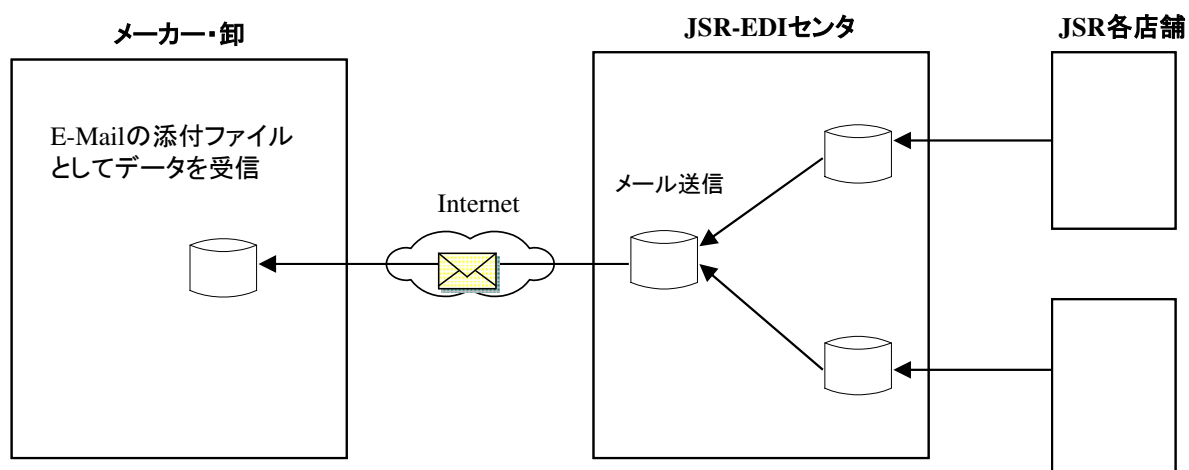 メーカー・卸
JSR-EDIセンタ
JSR各店舗
E-Mailの添付ファイル
としてデータを受信
メール送信
Internet